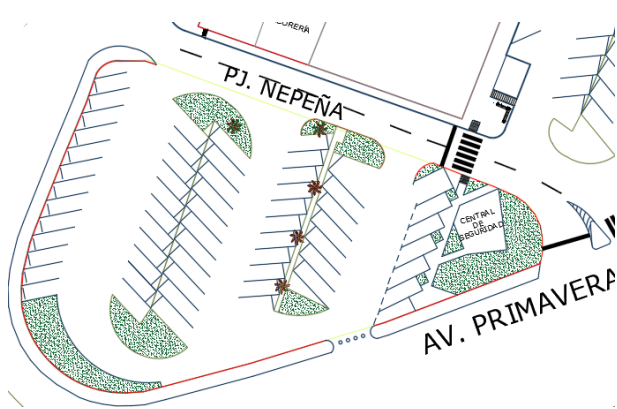 PJ. NEPEÑA
CENTRAL
DE
SEGURIDAD
AV. PRIMAVERA